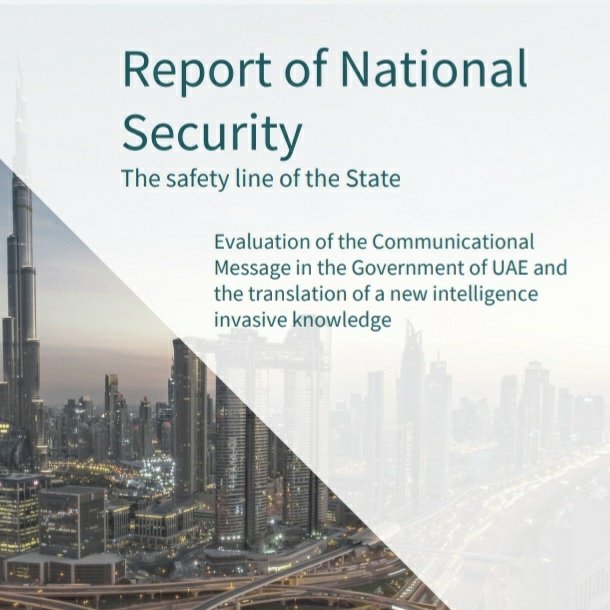 Report of National
Security
The safety line of the State
Evaluation of the Communicational
Message in the Government of UAE and
the translation of a new intelligence
invasive knowledge